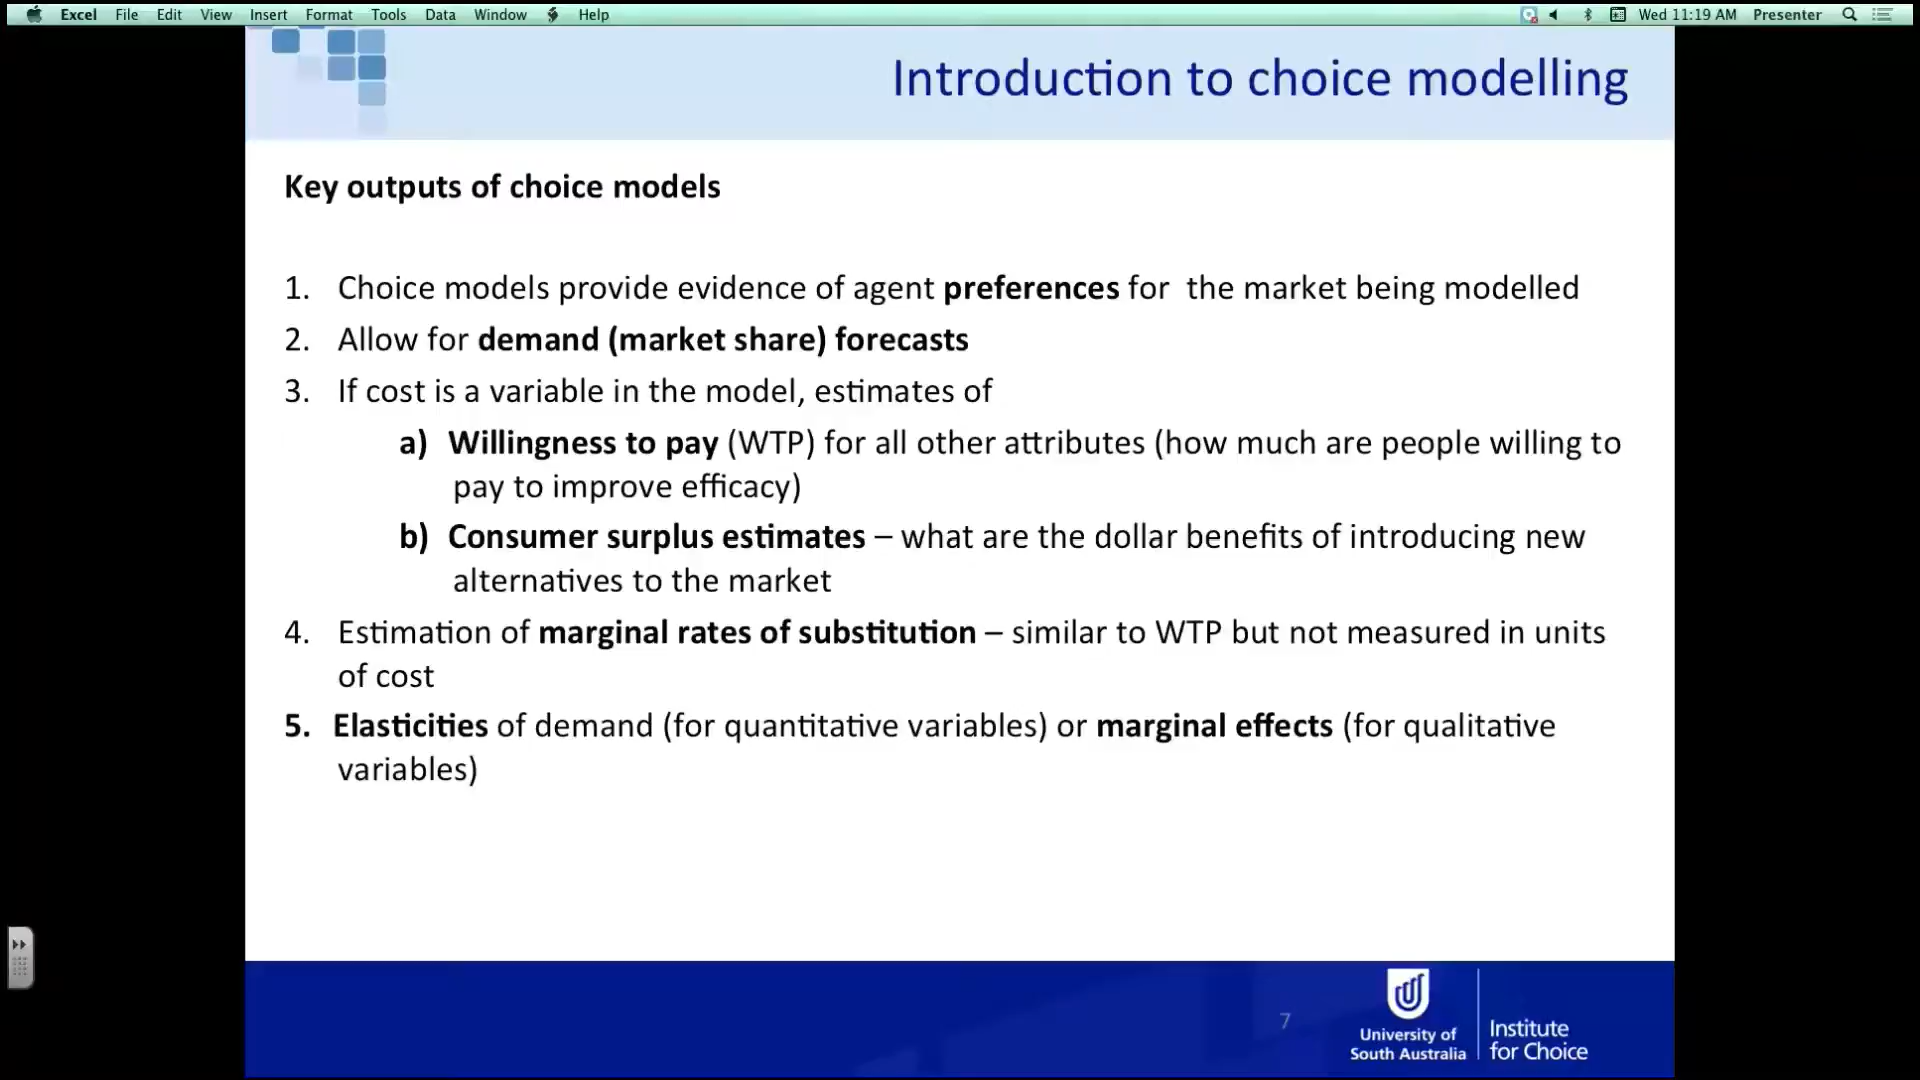 Excel File Edit View Insert Format Tools Data Window Help Wed 11:19 AM Presenter
Introduction to choice modelling
Key outputs of choice models
1. Choice models provide evidence of agent preferences for the market being modelled
2. Allow for demand (market share) forecasts
3. If cost is a variable in the model, estimates of
a) Willingness to pay (WTP) for all other attributes (how much are people willing to
pay to improve efficacy)
b) Consumer surplus estimates – what are the dollar benefits of introducing new
alternatives to the market
4. Estimation of marginal rates of substitution – similar to WTP but not measured in units
of cost
5. Elasticities of demand (for quantitative variables) or marginal effects (for qualitative
variables)
7
University of
South Australia
Institute
for Choice